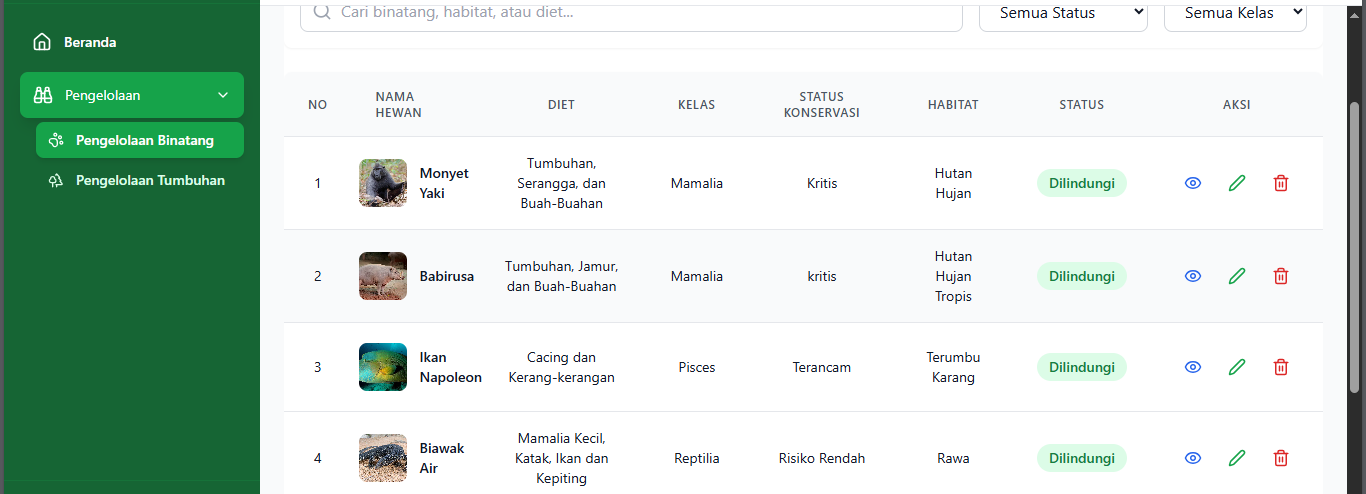 Cari binatang, habitat, atau diet...
Semua Status
Semua Kelas
Beranda
Pengelolaan
Pengelolaan Binatang
Pengelolaan Tumbuhan
NO
NAMA
HEWAN
DIET
KELAS
STATUS
KONSERVASI
HABITAT
STATUS
AKSI
1
Monyet
Yaki
Tumbuhan,
Serangga, dan
Buah-Buahan
Mamalia
Kritis
Hutan
Hujan
Dilindungi
2
Babirusa
Tumbuhan, Jamur,
dan Buah-Buahan
Mamalia
kritis
Hutan
Hujan
Tropis
Dilindungi
3
Ikan
Napoleon
Cacing dan
Kerang-kerangan
Pisces
Terancam
Terumbu
Karang
Dilindungi
4
Biawak
Air
Mamalia Kecil,
Katak, Ikan dan
Kepiting
Reptilia
Risiko Rendah
Rawa
Dilindungi